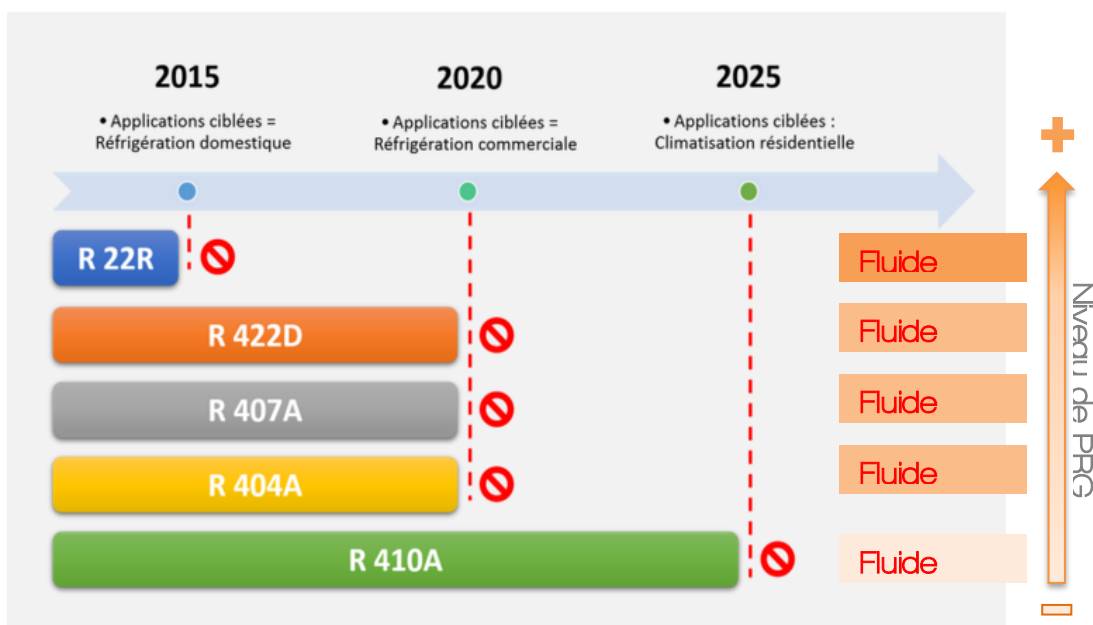 2015
2020
2025
• Applications ciblées =
Réfrigération domestique
• Applications ciblées =
Réfrigération commerciale
• Applications ciblées :
Climatisation résidentielle
R 22R
Fluide
R 422D
Fluide
R 407A
Fluide
R 404A
Fluide
R 410A
Fluide
Niveau de PRG